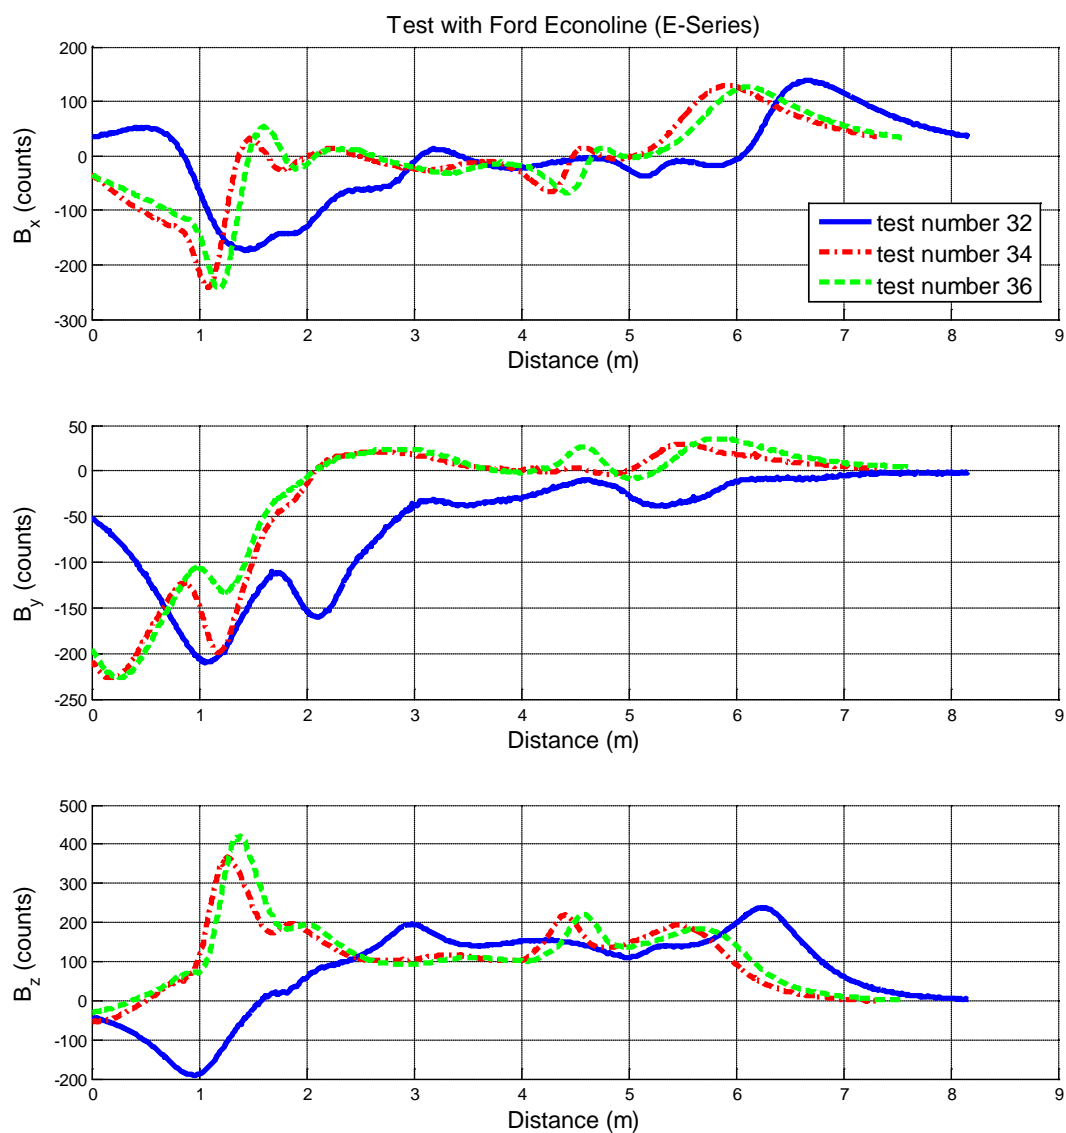 Test with Ford Econoline (E-Series)
200
100
0
-100
-200
-300
B_x (counts)
0 1 2 3 4 5 6 7 8 9
Distance (m)
test number 32
test number 34
test number 36
50
0
-50
-100
-150
-200
-250
B_y (counts)
0 1 2 3 4 5 6 7 8 9
Distance (m)
500
400
300
200
100
0
-100
-200
B_z (counts)
0 1 2 3 4 5 6 7 8 9
Distance (m)